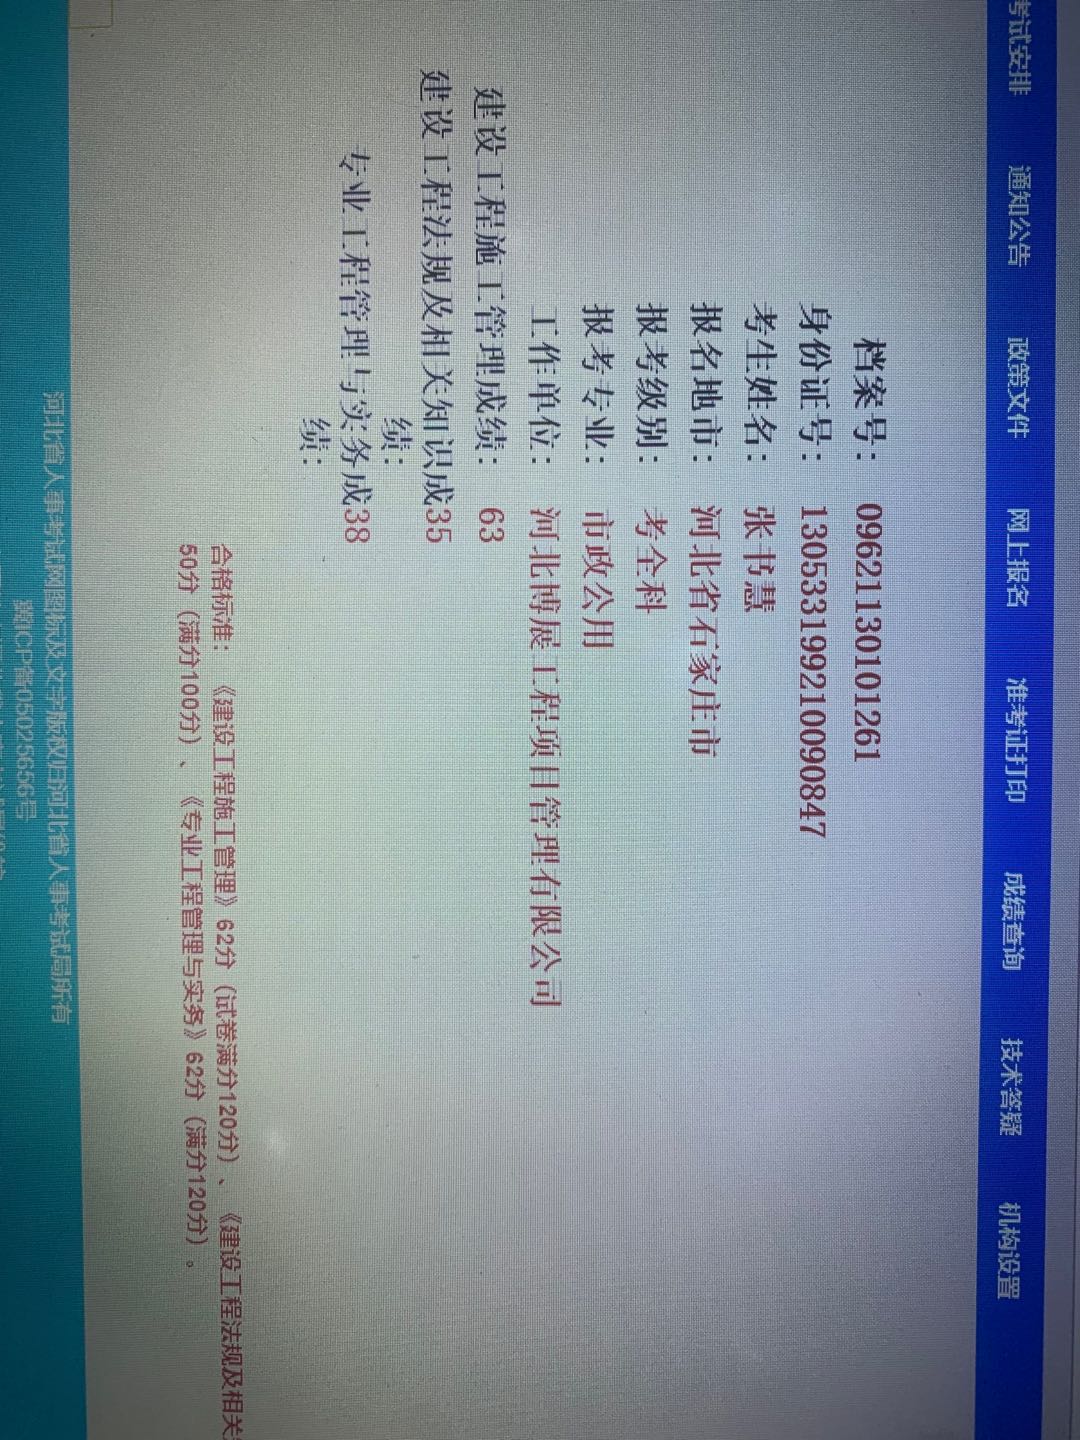 考试安排 通知公告 政策文件 网上报名 准考证打印 成绩查询 技术答疑 机构设置
档案号： 09621130101261
身份证号： 130533199210090847
考生姓名： 张书慧
报名地市： 河北省石家庄市
报考级别： 考全科
报考专业： 市政公用
工作单位： 河北博展工程项目管理有限公司
建设工程施工管理成绩： 63
建设工程法规及相关知识成35
绩：
专业工程管理与实务成38
绩：
合格标准： 《建设工程施工管理》62分（试卷满分120分）、 《建设工程法规及相关
50分（满分100分）、 《专业工程管理与实务》62分（满分120分）。
河北省人事考试网图标及文字版权归河北省人事考试局所有
冀ICP备05025656号